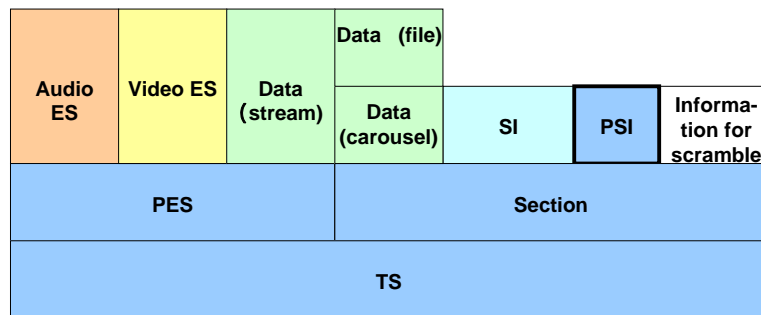 Data (file)
Audio
ES
Video ES
Data
(stream)
Data
(carousel)
SI
PSI
Informa-
tion for
scramble
PES
Section
TS